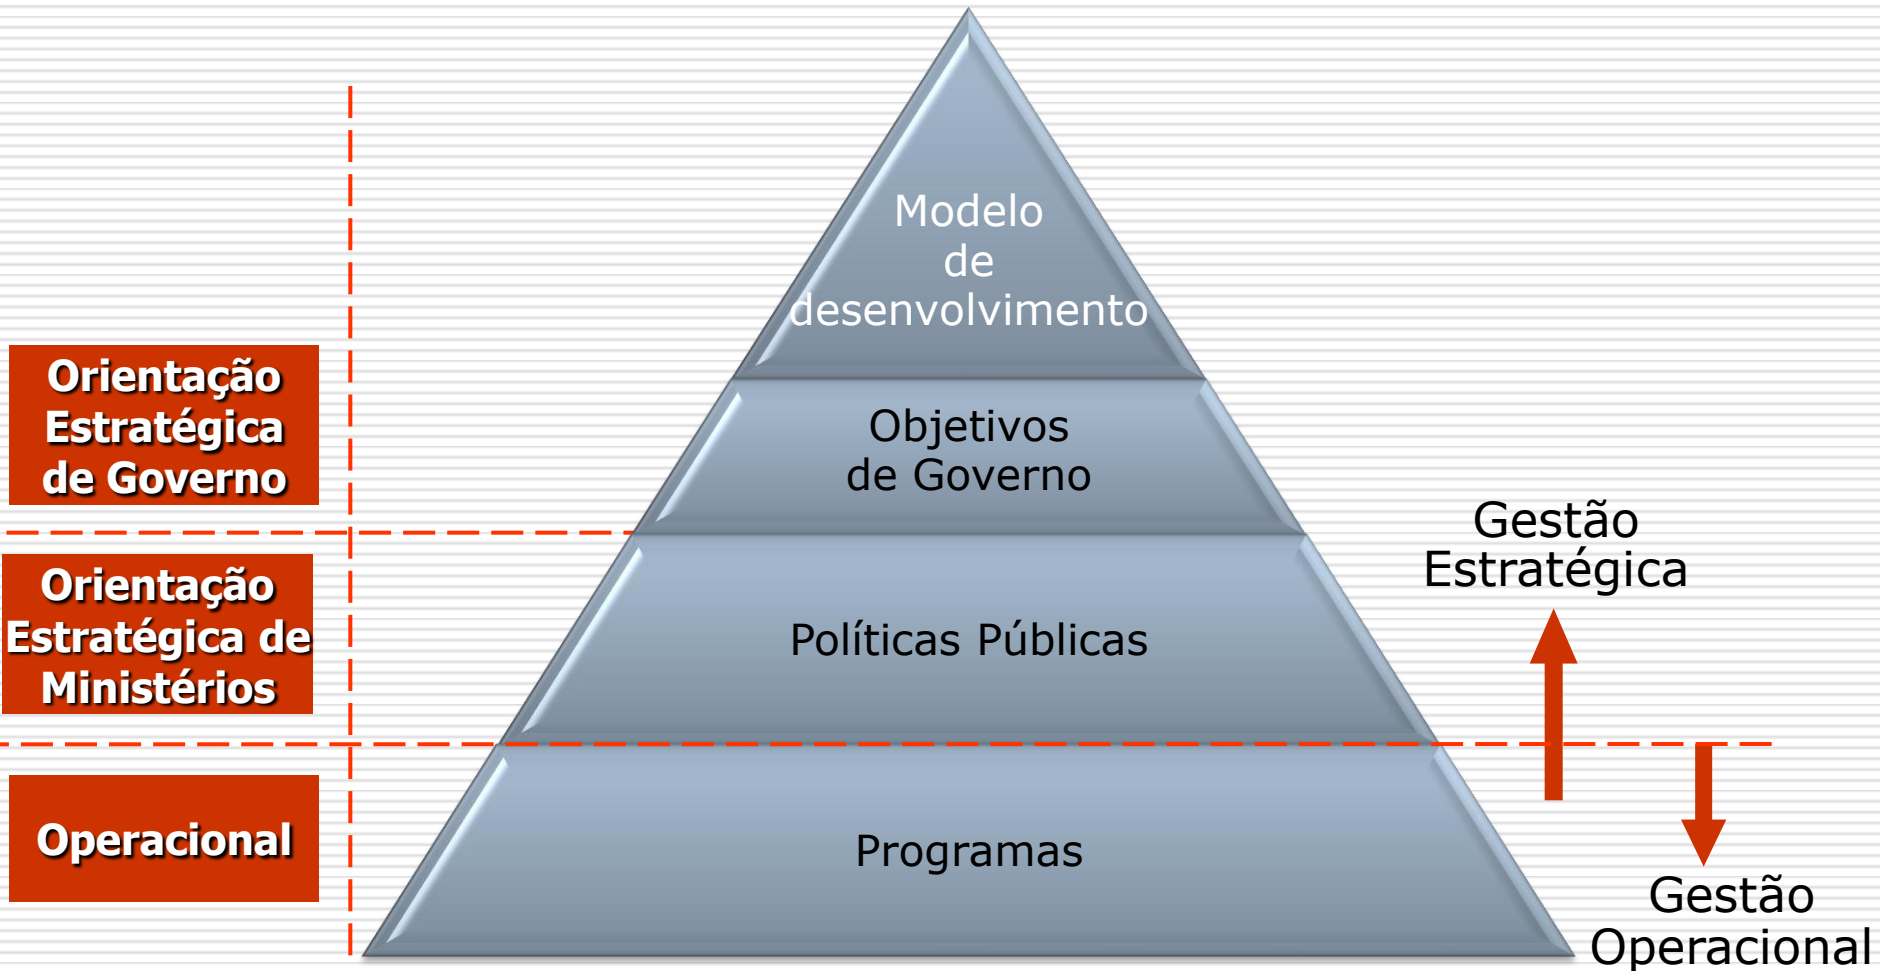 Modelo
de
desenvolvimento
Orientação
Estratégica
de Governo
Objetivos
de Governo
Gestão
Estratégica
Orientação
Estratégica de
Ministérios
Políticas Públicas
Operacional
Programas
Gestão
Operacional